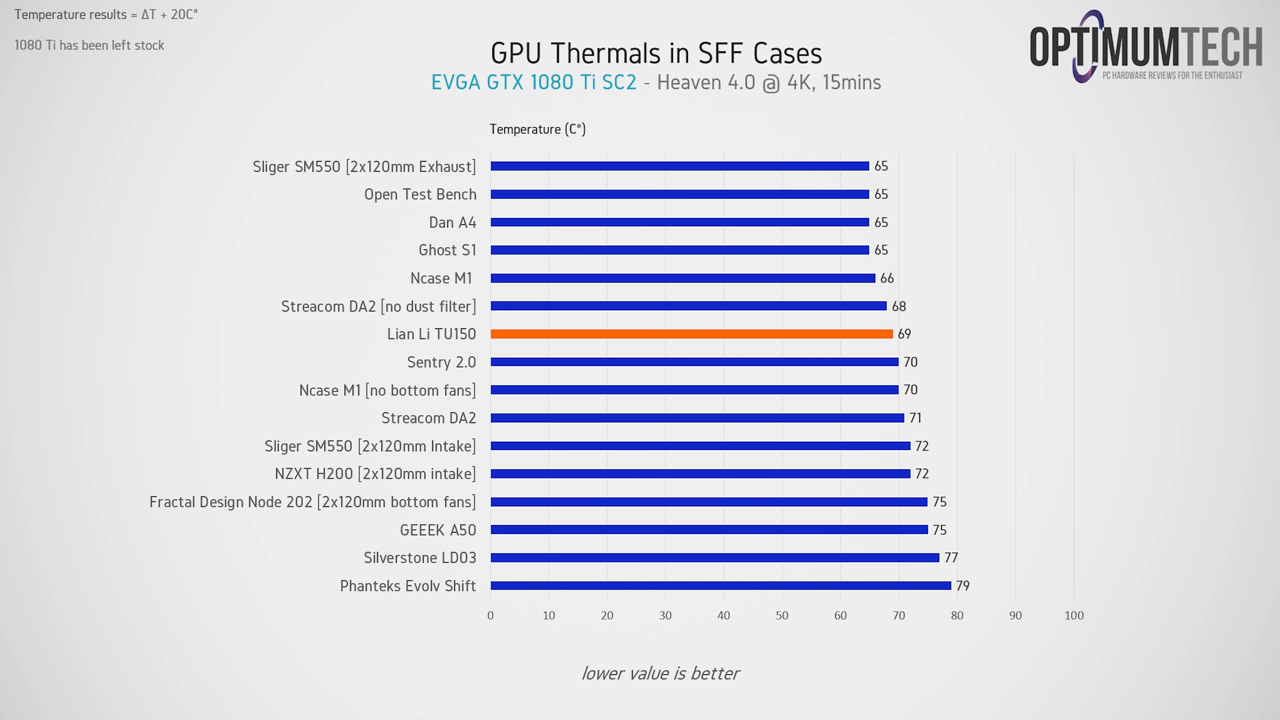 Temperature results = ΔT + 20C°
1080 Ti has been left stock
OPTIMUMTECH
PC HARDWARE REVIEWS FOR THE ENTHUSIAST
GPU Thermals in SFF Cases
EVGA GTX 1080 Ti SC2 - Heaven 4.0 @ 4K, 15mins
Temperature (C°)
Sliger SM550 [2x120mm Exhaust] 65
Open Test Bench 65
Dan A4 65
Ghost S1 65
Ncase M1 66
Streacom DA2 [no dust filter] 68
Lian Li TU150 69
Sentry 2.0 70
Ncase M1 [no bottom fans] 70
Streacom DA2 71
Sliger SM550 [2x120mm Intake] 72
NZXT H200 [2x120mm intake] 72
Fractal Design Node 202 [2x120mm bottom fans] 75
GEEEK A50 75
Silverstone LD03 77
Phanteks Evolv Shift 79
0 10 20 30 40 50 60 70 80 90 100
lower value is better